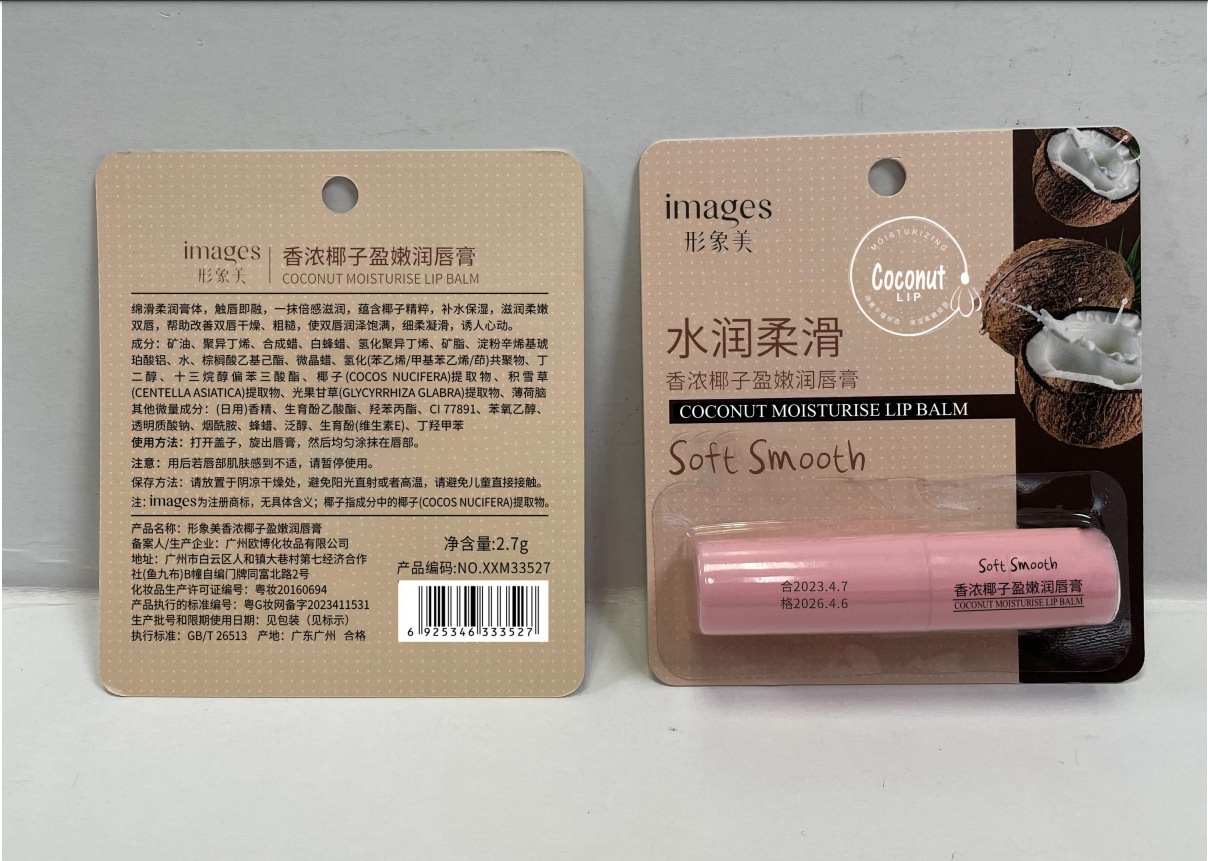 images
形象美
香浓椰子盈嫩润唇膏
COCONUT MOISTURISE LIP BALM
绵滑柔润膏体，触唇即融，一抹倍感滋润，蕴含椰子精粹，补水保湿，滋润柔嫩
双唇，帮助改善双唇干燥、粗糙，使双唇润泽饱满，细柔凝滑，诱人心动。
成分：矿油、聚异丁烯、合成蜡、白蜂蜡、氢化聚异丁烯、矿脂、淀粉辛烯基琥
珀酸铝、水、棕榈酸乙基己酯、微晶蜡、氢化(苯乙烯/甲基苯乙烯/茚)共聚物、丁
二醇、十三烷醇偏苯三酸酯、椰子(COCOS NUCIFERA)提取物、积雪草
(CENTELLA ASIATICA)提取物、光果甘草(GLYCYRRHIZA GLABRA)提取物、薄荷脑
其他微量成分：(日用)香精、生育酚乙酸酯、羟苯丙酯、CI 77891、苯氧乙醇、
透明质酸钠、烟酰胺、蜂蜡、泛醇、生育酚(维生素E)、丁羟甲苯
使用方法：打开盖子，旋出唇膏，然后均匀涂抹在唇部。
注意：用后若唇部肌肤感到不适，请暂停使用。
保存方法：请放置于阴凉干燥处，避免阳光直射或者高温，请避免儿童直接接触。
注：images为注册商标，无具体含义；椰子指成分中的椰子(COCOS NUCIFERA)提取物。
产品名称：形象美香浓椰子盈嫩润唇膏
备案人/生产企业：广州欧博化妆品有限公司
地址：广州市白云区人和镇大巷村第七经济合作
社(鱼九布)B幢自编门牌同富北路2号
化妆品生产许可证编号：粤妆20160694
产品执行的标准编号：粤G妆网备字2023411531
生产批号和限期使用日期：见包装（见标示）
执行标准：GB/T 26513 产地：广东广州 合格
净含量:2.7g
产品编码:NO.XXM33527
6 925346 333527
images
形象美
MOISTURIZING
Coconut
LIP
水润柔滑
香浓椰子盈嫩润唇膏
COCONUT MOISTURISE LIP BALM
Soft Smooth
合2023.4.7
格2026.4.6
Soft Smooth
香浓椰子盈嫩润唇膏
COCONUT MOISTURISE LIP BALM